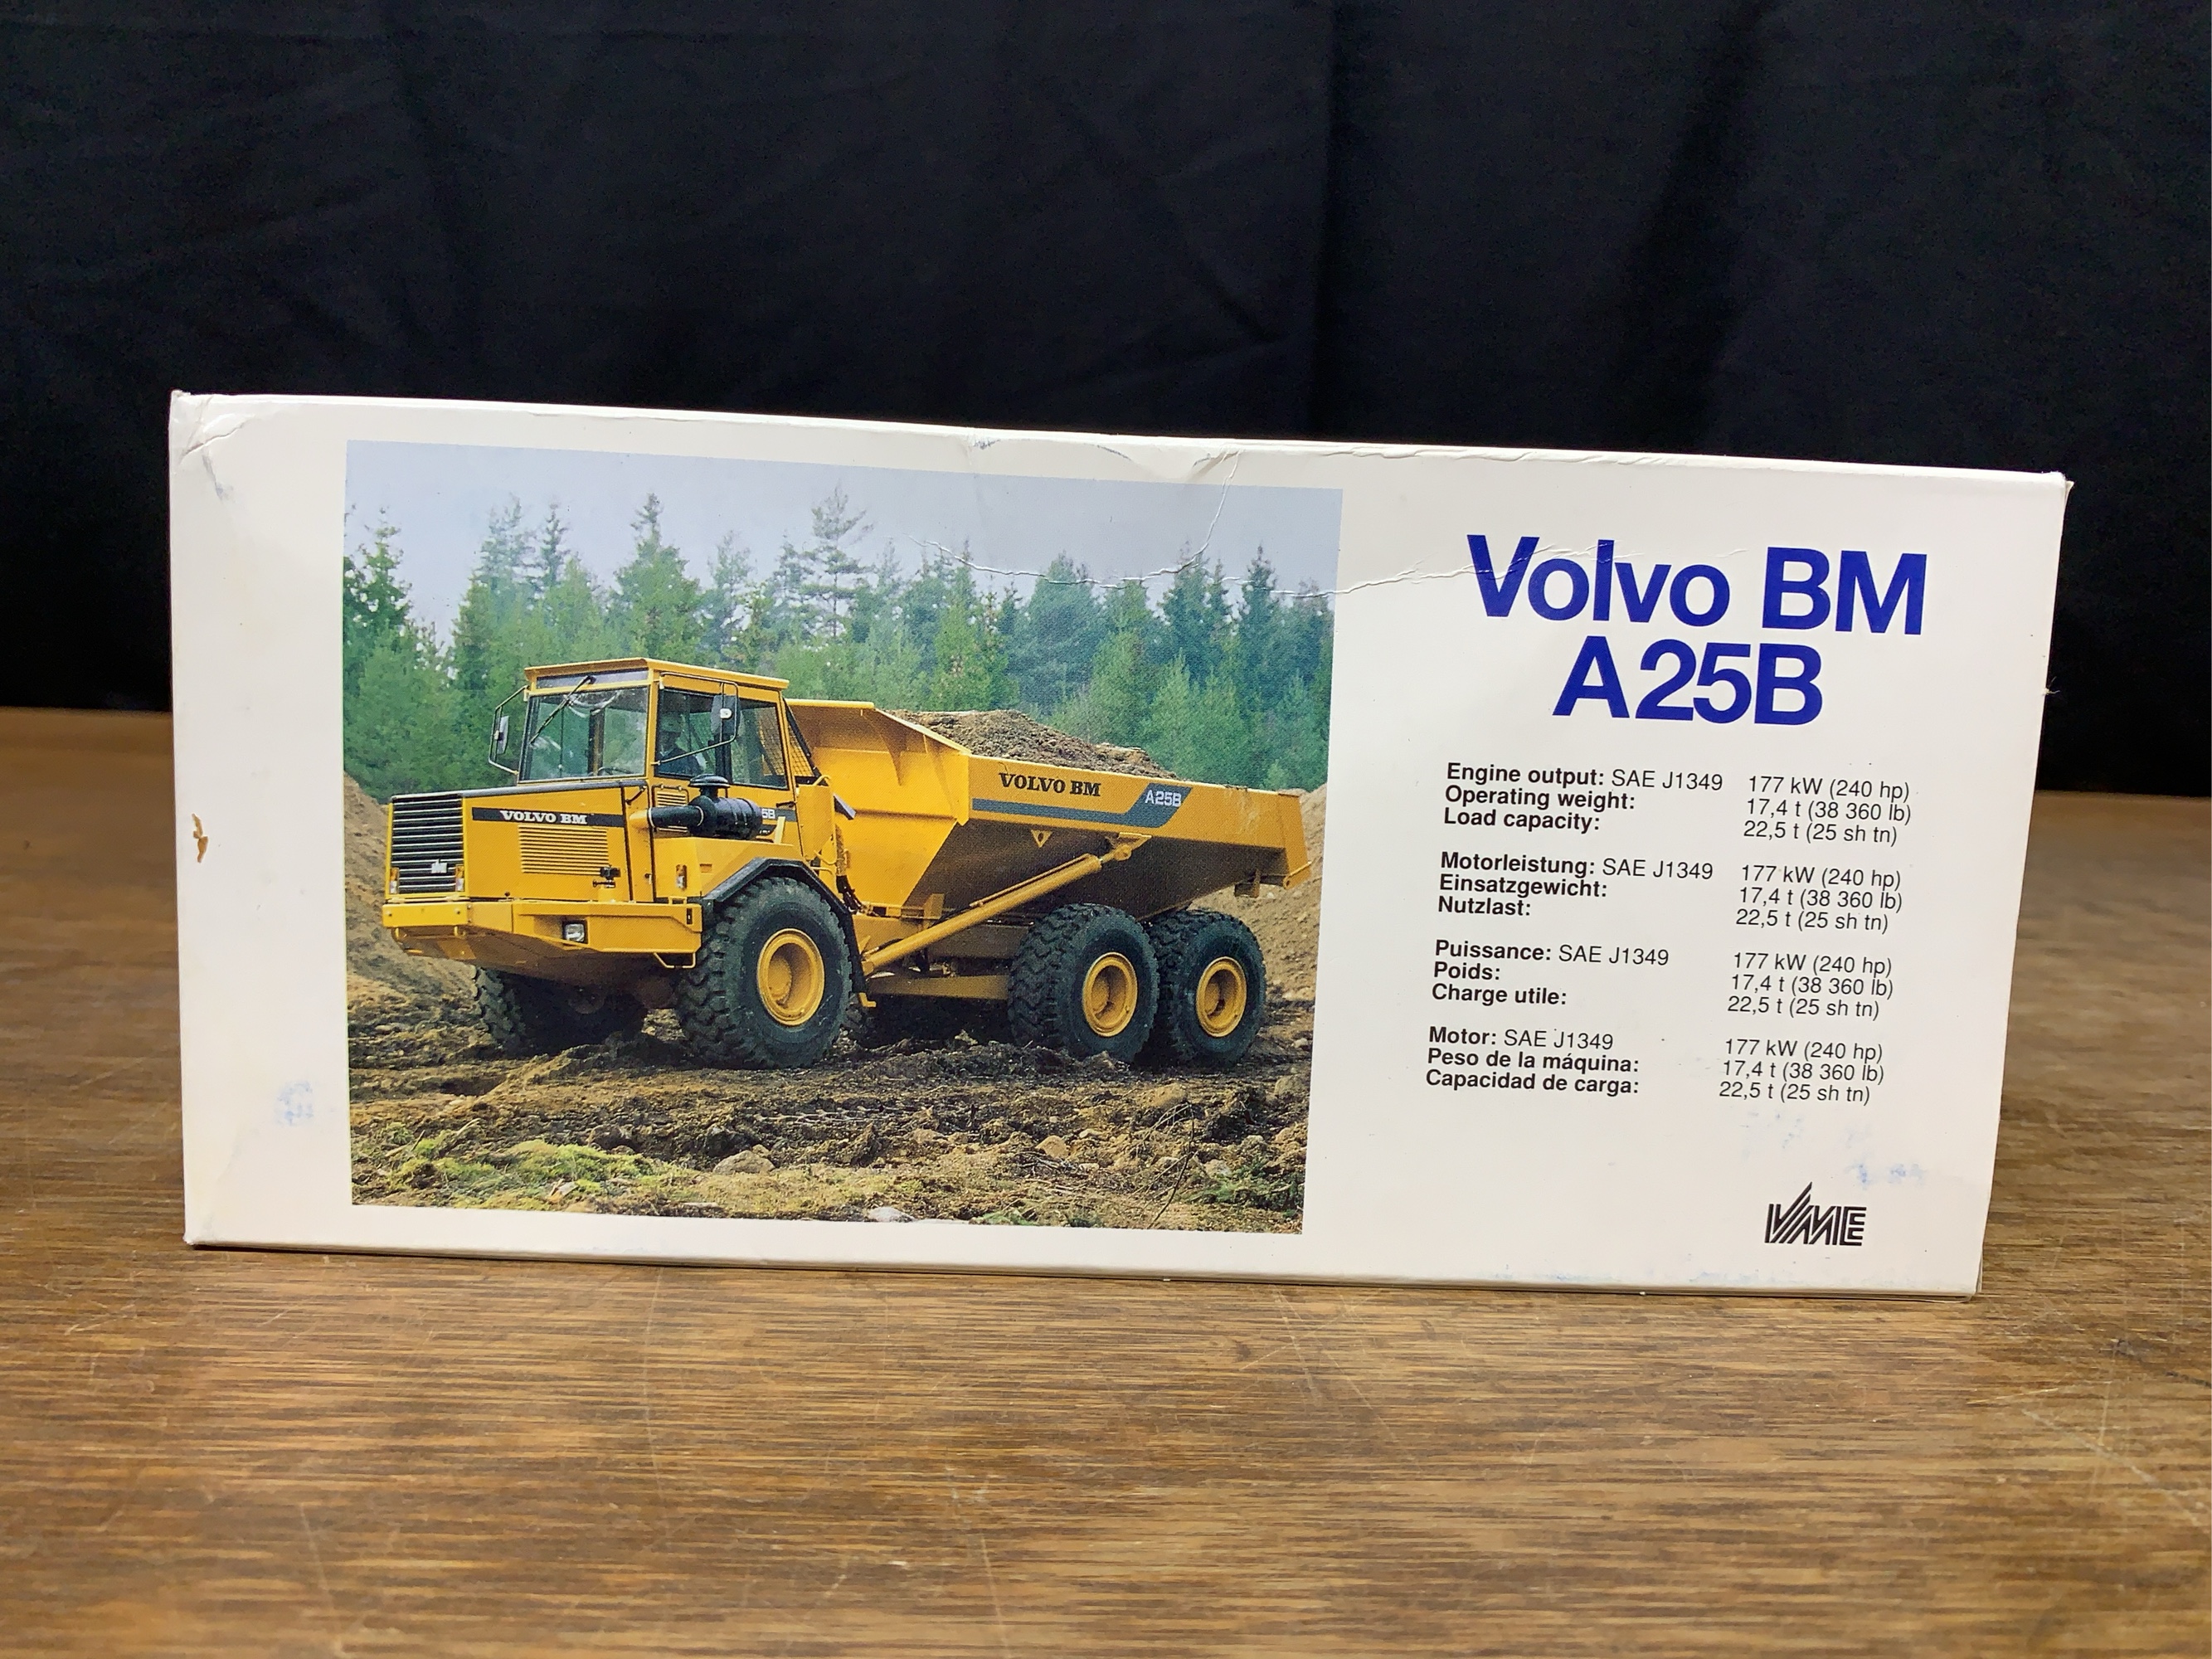 Volvo BM
A25B
Engine output: SAE J1349 177 kW (240 hp)
Operating weight: 17,4 t (38 360 lb)
Load capacity: 22,5 t (25 sh tn)
Motorleistung: SAE J1349 177 kW (240 hp)
Einsatzgewicht: 17,4 t (38 360 lb)
Nutzlast: 22,5 t (25 sh tn)
Puissance: SAE J1349 177 kW (240 hp)
Poids: 17,4 t (38 360 lb)
Charge utile: 22,5 t (25 sh tn)
Motor: SAE J1349 177 kW (240 hp)
Peso de la máquina: 17,4 t (38 360 lb)
Capacidad de carga: 22,5 t (25 sh tn)
VME
VOLVO BM A25B
VOLVO BM
5B